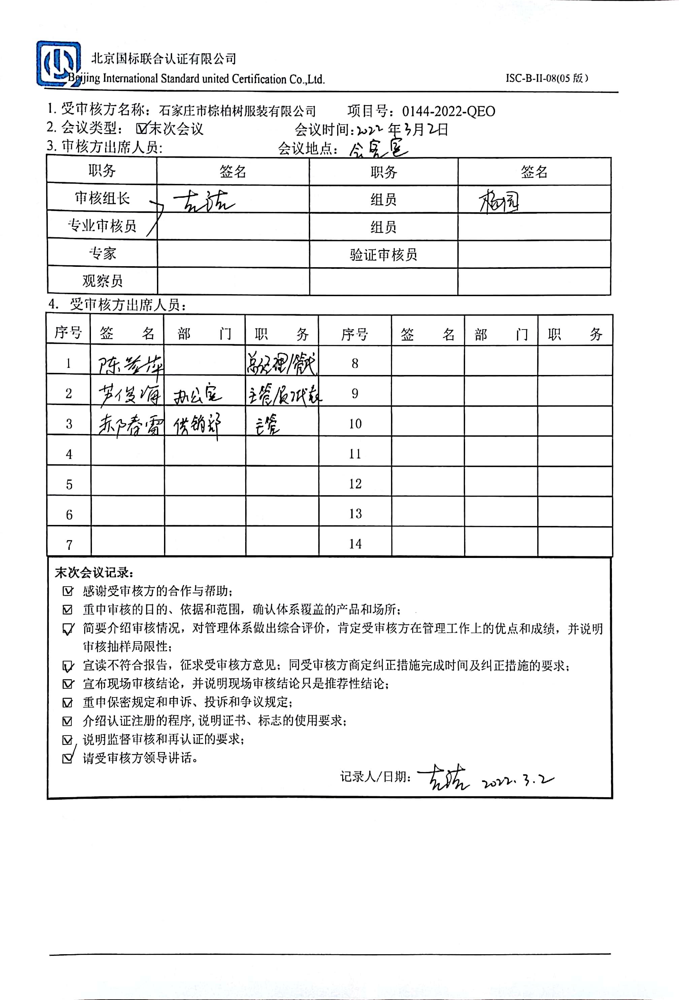 北京国标联合认证有限公司
Beijing International Standard united Certification Co.,Ltd. ISC-B-II-08(05 版)
1. 受审核方名称：石家庄市棕柏树服装有限公司 项目号：0144-2022-QEO
2. 会议类型：☑末次会议 会议时间:2022 年3月2日
3. 审核方出席人员: 会议地点：会客室
职务 签名 职务 签名
审核组长 组员
专业审核员 组员
专家 验证审核员
观察员
4. 受审核方出席人员：
序号 签 名 部 门 职 务 序号 签 名 部 门 职 务
1 陈 总经理/管代 8
2 芦俊海 办公室 主管/员工代表 9
3 郝春雷 供销部 主管 10
4 11
5 12
6 13
7 14
末次会议记录：
☑ 感谢受审核方的合作与帮助；
☑ 重申审核的目的、依据和范围，确认体系覆盖的产品和场所；
☑ 简要介绍审核情况，对管理体系做出综合评价，肯定受审核方在管理工作上的优点和成绩，并说明
审核抽样局限性；
☑ 宣读不符合报告，征求受审核方意见；同受审核方商定纠正措施完成时间及纠正措施的要求；
☑ 宣布现场审核结论，并说明现场审核结论只是推荐性结论；
☑ 重申保密规定和申诉、投诉和争议规定；
☑ 介绍认证注册的程序,说明证书、标志的使用要求；
☑ 说明监督审核和再认证的要求；
☑ 请受审核方领导讲话。
记录人/日期： 2022.3.2